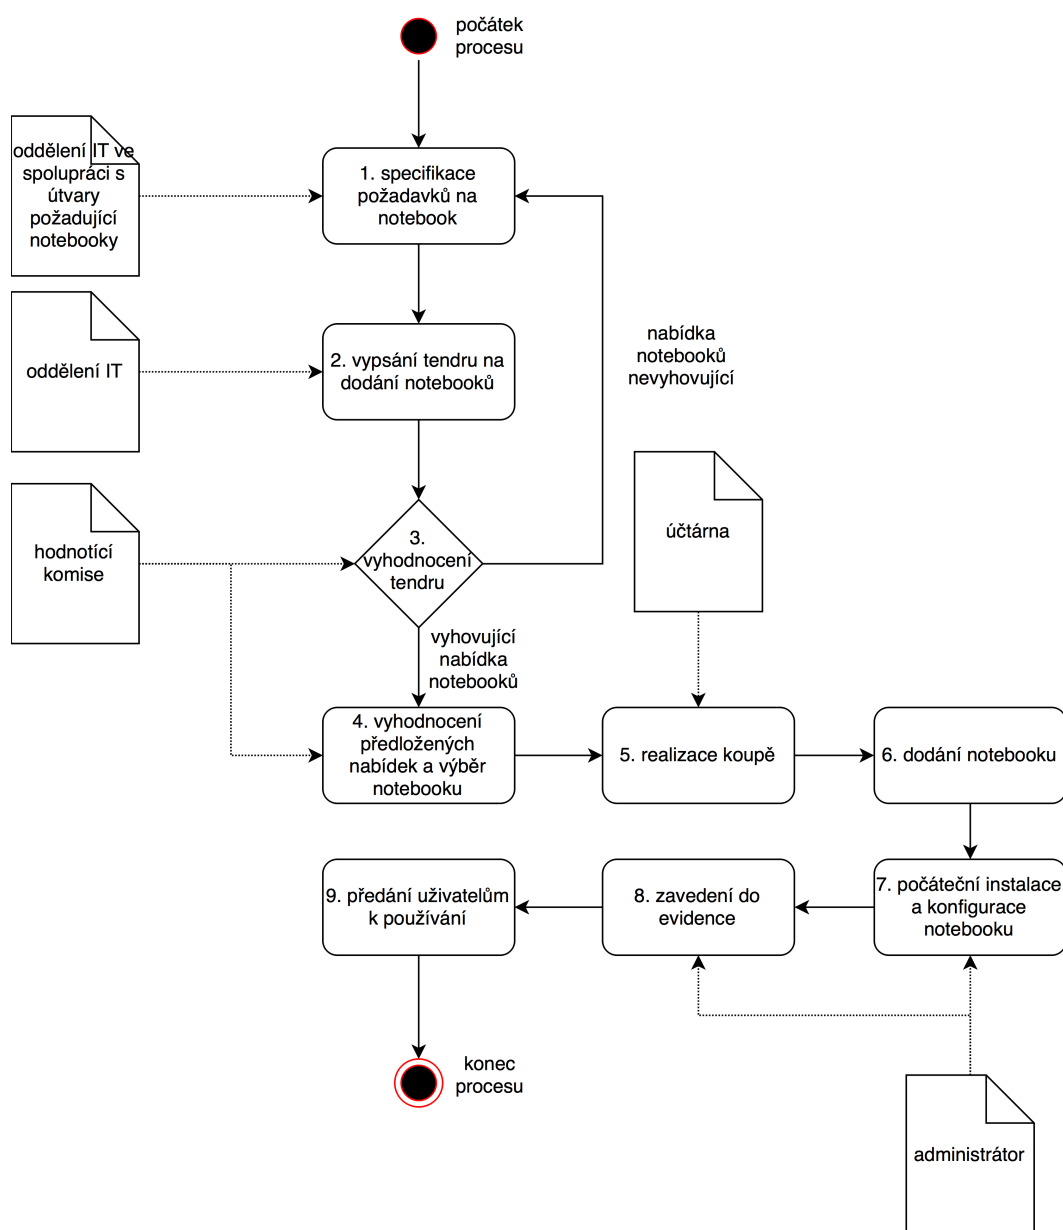 počátek
procesu
oddělení IT ve
spolupráci s
útvary
požadující
notebooky
1. specifikace
požadavků na
notebook
oddělení IT
2. vypsání tendru na
dodání notebooků
nabídka
notebooků
nevyhovující
hodnotící
komise
3.
vyhodnocení
tendru
účtárna
vyhovující
nabídka
notebooků
4. vyhodnocení
předložených
nabídek a výběr
notebooku
5. realizace koupě
6. dodání notebooku
9. předání uživatelům
k používání
8. zavedení do
evidence
7. počáteční instalace
a konfigurace
notebooku
konec
procesu
administrátor